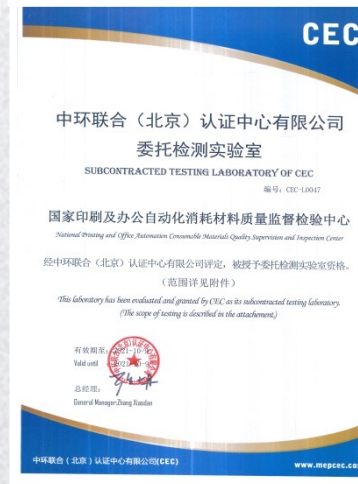 CEC
中环联合（北京）认证中心有限公司
委托检测实验室
SUBCONTRACTED TESTING LABORATORY OF CEC
编号：CEC-L0047
国家印刷及办公自动化消耗材料质量监督检验中心
National Printing and Office Automation Consumable Materials Quality Supervision and Inspection Center
经中环联合（北京）认证中心有限公司评定，被授予委托检测实验室资格。
（范围详见附件）
This laboratory has been evaluated and granted by CEC as its subcontracted testing laboratory.
(The scope of testing is described in the attachement.)
有效期至：
Valid until
总经理：
General Manager:Zhang Xiaodan
中环联合（北京）认证中心有限公司(CEC)
www.mepcec.com